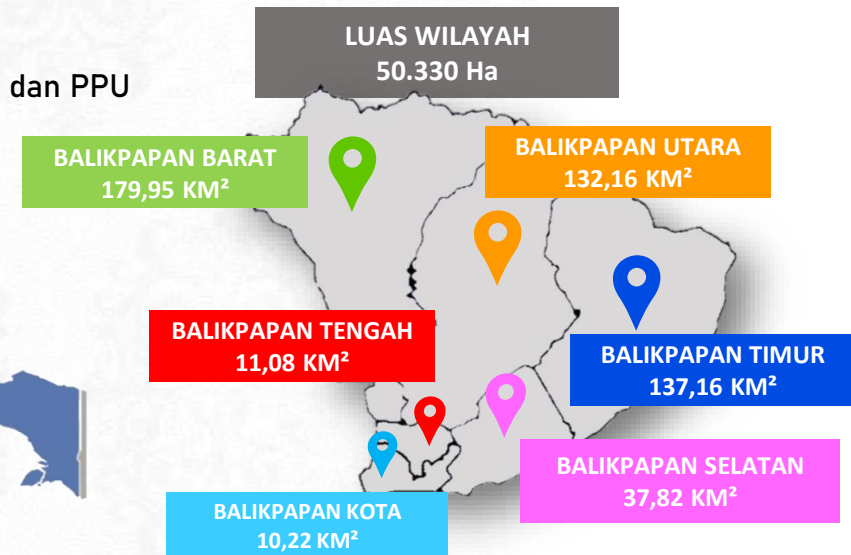 LUAS WILAYAH
50.330 Ha
dan PPU
BALIKPAPAN BARAT
179,95 KM²
BALIKPAPAN UTARA
132,16 KM²
BALIKPAPAN TENGAH
11,08 KM²
BALIKPAPAN TIMUR
137,16 KM²
BALIKPAPAN SELATAN
37,82 KM²
BALIKPAPAN KOTA
10,22 KM²